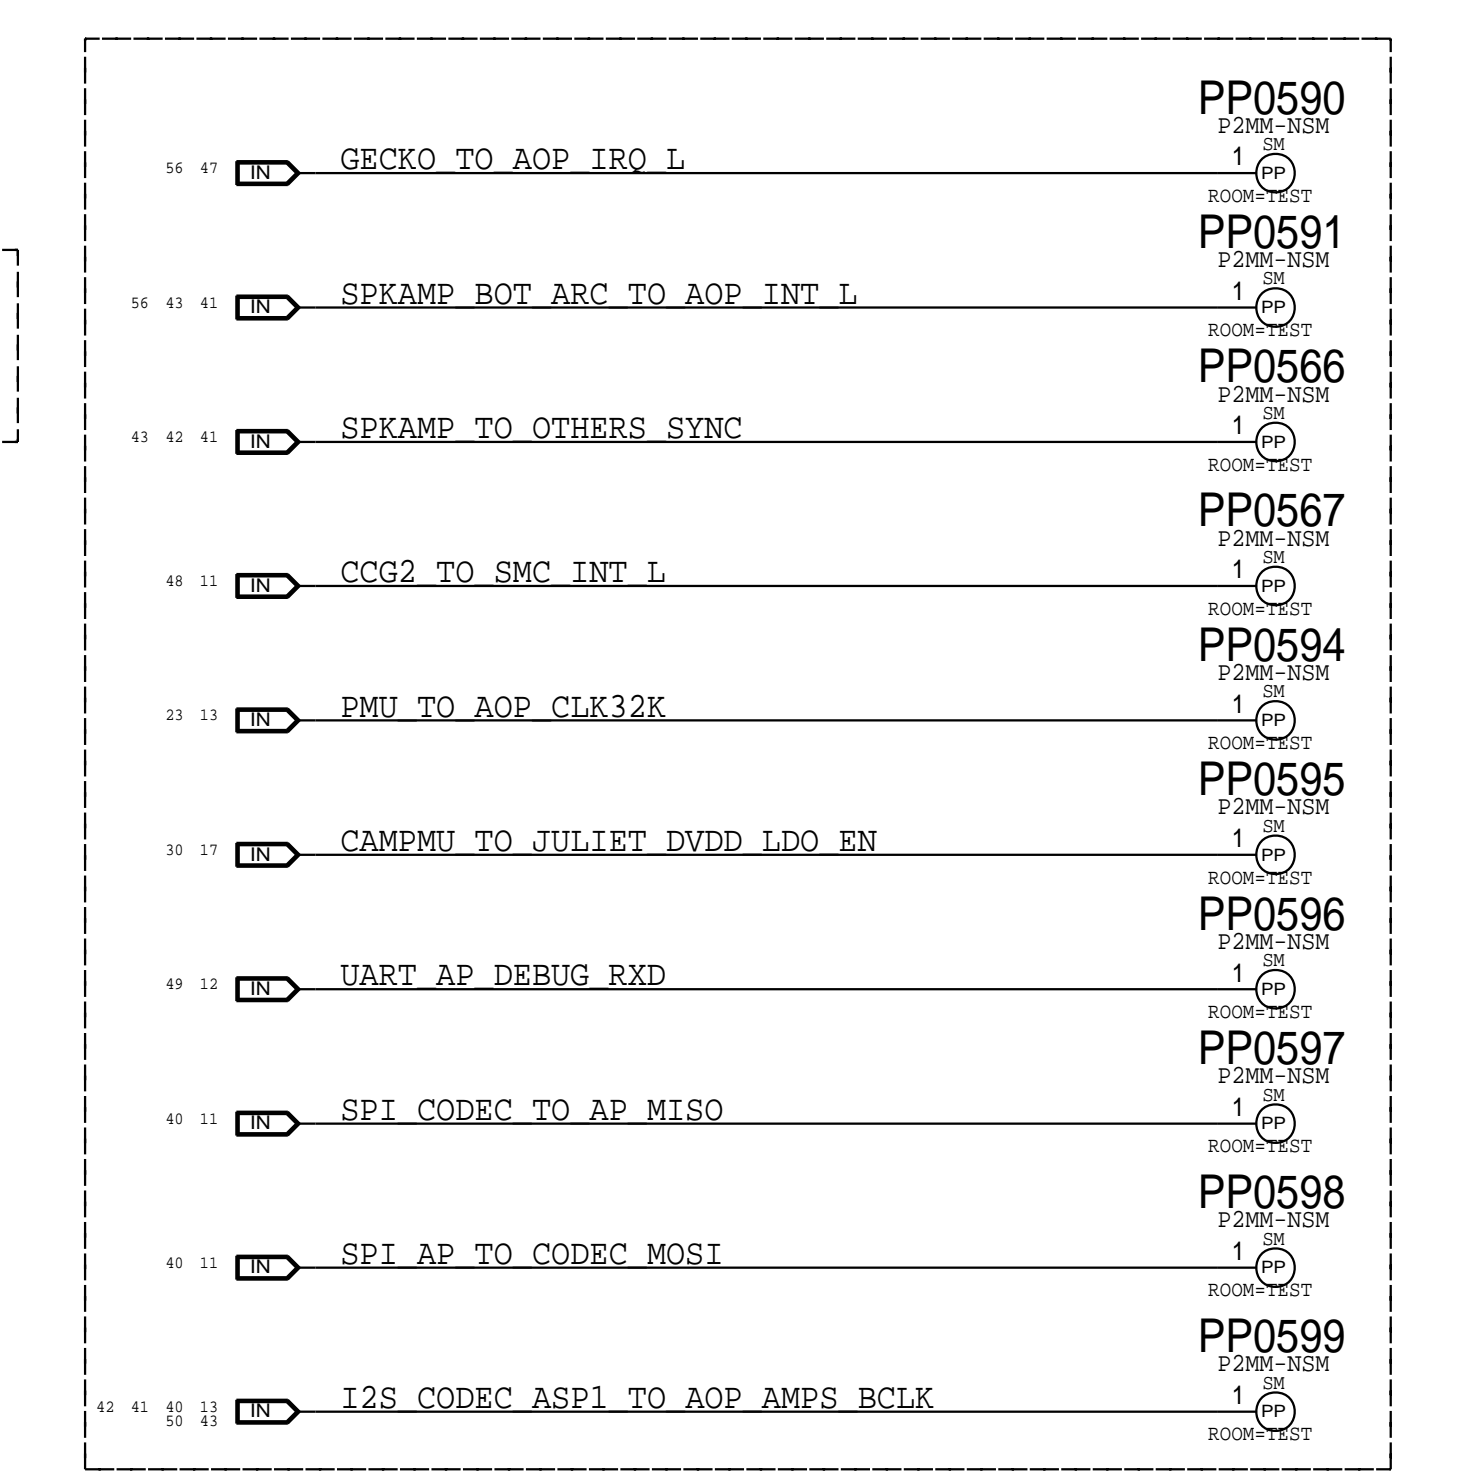 PP0590
P2MM-NSM
SM
56 47 IN GECKO_TO_AOP_IRQ_L 1 PP
ROOM=TEST
PP0591
P2MM-NSM
SM
56 43 41 IN SPKAMP_BOT_ARC_TO_AOP_INT_L 1 PP
ROOM=TEST
PP0566
P2MM-NSM
SM
43 42 41 IN SPKAMP_TO_OTHERS_SYNC 1 PP
ROOM=TEST
PP0567
P2MM-NSM
SM
48 11 IN CCG2_TO_SMC_INT_L 1 PP
ROOM=TEST
PP0594
P2MM-NSM
SM
23 13 IN PMU_TO_AOP_CLK32K 1 PP
ROOM=TEST
PP0595
P2MM-NSM
SM
30 17 IN CAMPMU_TO_JULIET_DVDD_LDO_EN 1 PP
ROOM=TEST
PP0596
P2MM-NSM
SM
49 12 IN UART_AP_DEBUG_RXD 1 PP
ROOM=TEST
PP0597
P2MM-NSM
SM
40 11 IN SPI_CODEC_TO_AP_MISO 1 PP
ROOM=TEST
PP0598
P2MM-NSM
SM
40 11 IN SPI_AP_TO_CODEC_MOSI 1 PP
ROOM=TEST
PP0599
P2MM-NSM
SM
42 41 40 13 IN I2S_CODEC_ASP1_TO_AOP_AMPS_BCLK 1 PP
50 43
ROOM=TEST